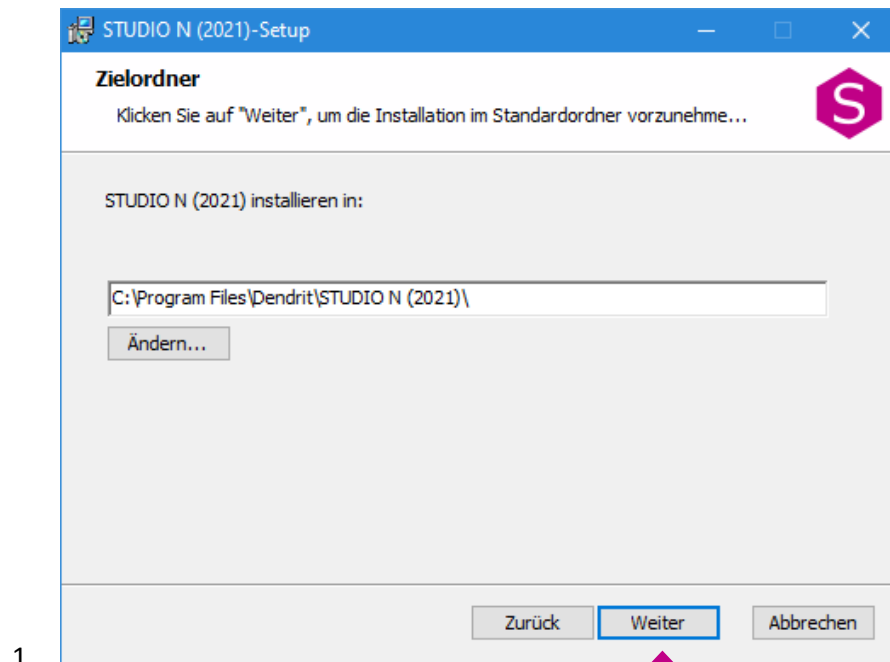 STUDIO N (2021)-Setup
Zielordner
Klicken Sie auf "Weiter", um die Installation im Standardordner vorzunehme...
S
STUDIO N (2021) installieren in:
C:\Program Files\Dendrit\STUDIO N (2021)\
Ändern...
Zurück Weiter Abbrechen
1